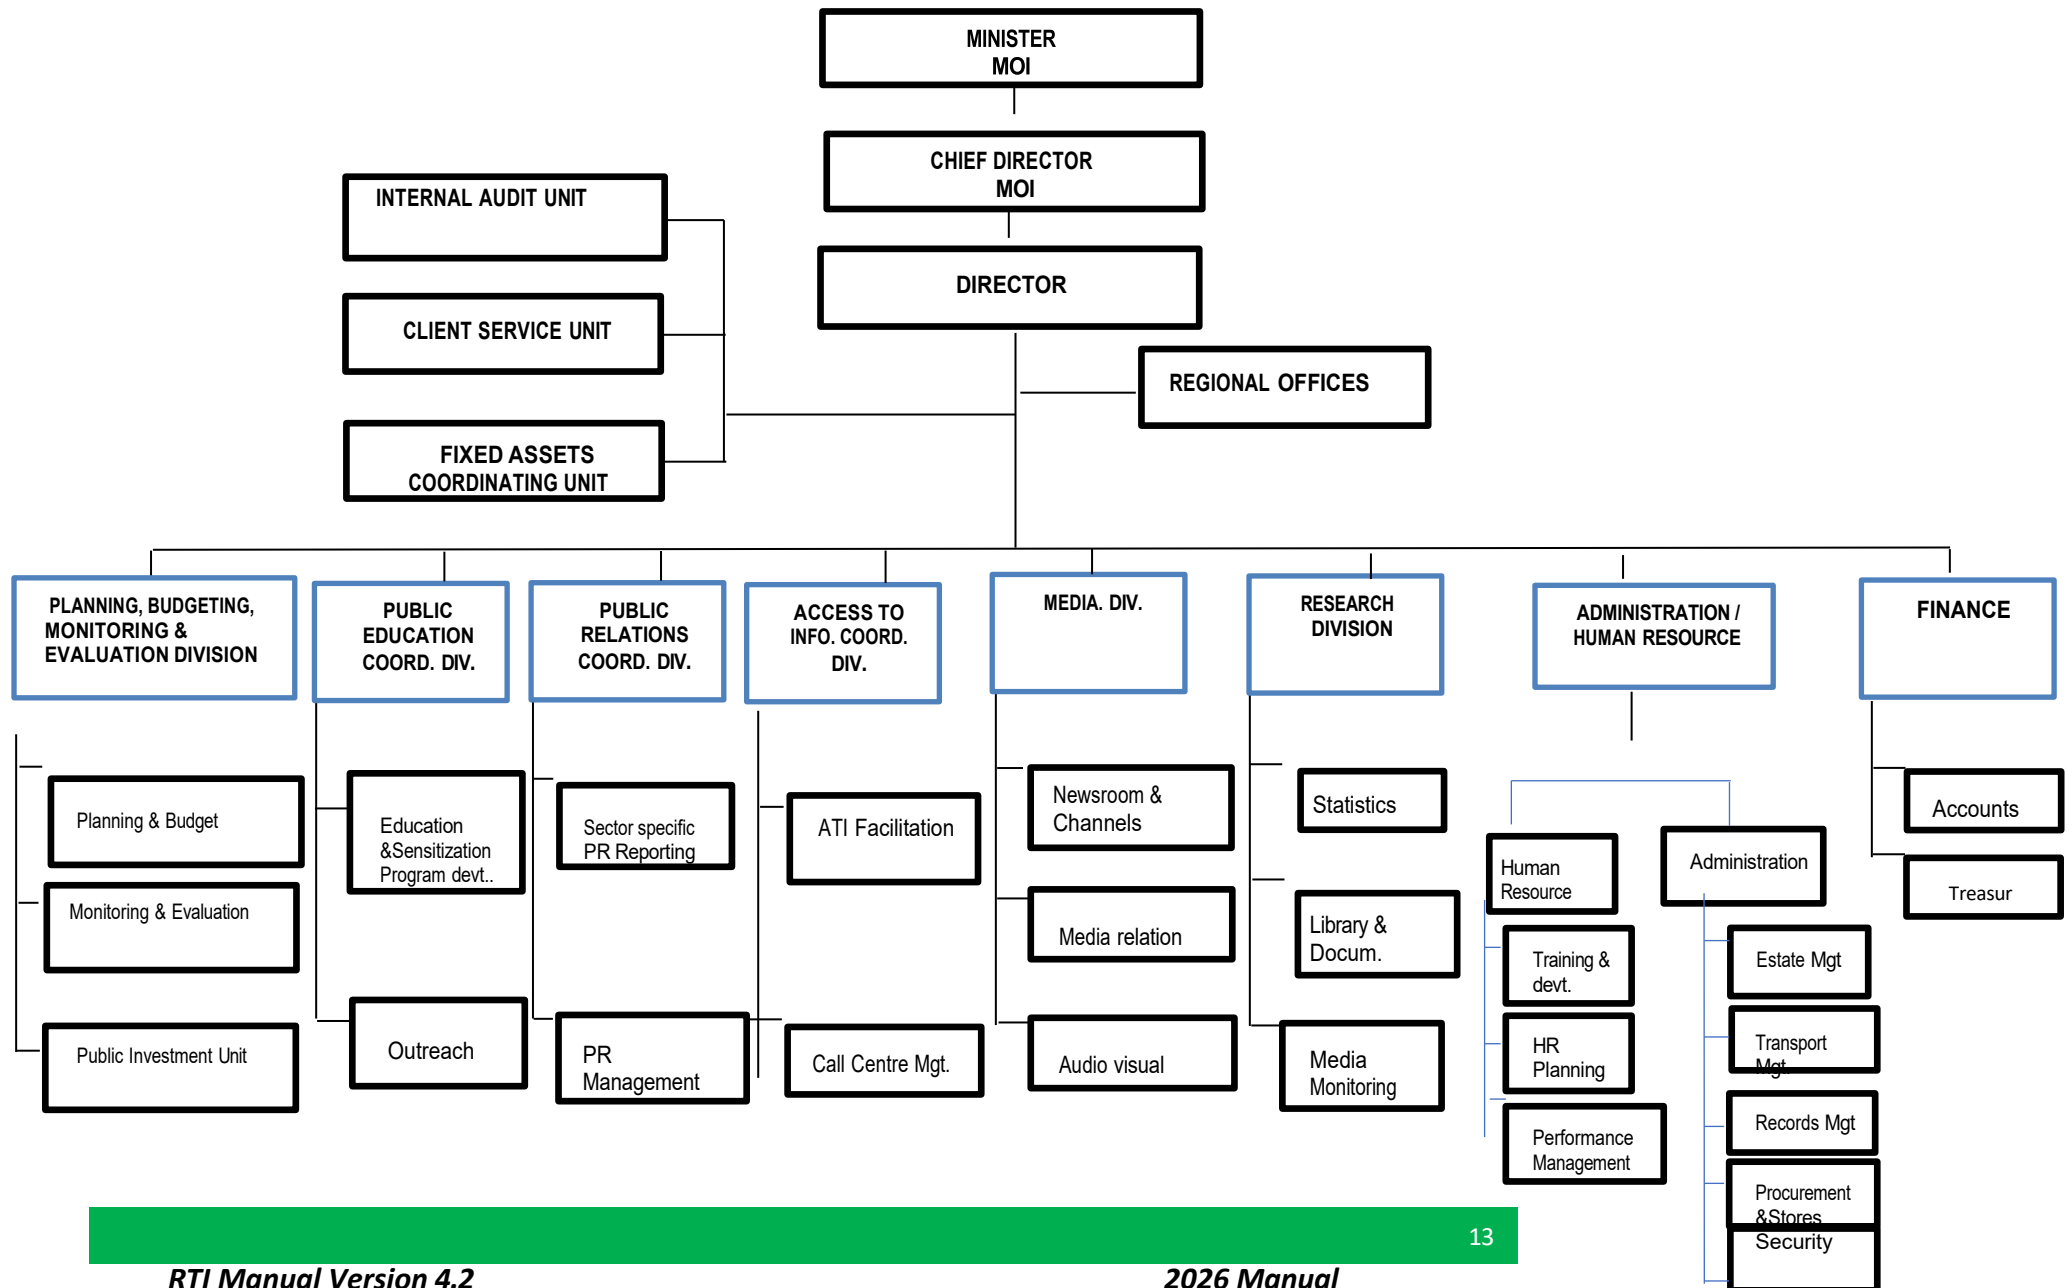 MINISTER
MOI
CHIEF DIRECTOR
MOI
INTERNAL AUDIT UNIT
DIRECTOR
CLIENT SERVICE UNIT
REGIONAL OFFICES
FIXED ASSETS
COORDINATING UNIT
PLANNING, BUDGETING,
MONITORING &
EVALUATION DIVISION
PUBLIC
EDUCATION
COORD. DIV.
PUBLIC
RELATIONS
COORD. DIV.
ACCESS TO
INFO. COORD.
DIV.
MEDIA. DIV.
RESEARCH
DIVISION
ADMINISTRATION /
HUMAN RESOURCE
FINANCE
Planning & Budget
Monitoring & Evaluation
Public Investment Unit
Education
&Sensitization
Program devt..
Outreach
Sector specific
PR Reporting
PR
Management
ATI Facilitation
Call Centre Mgt.
Newsroom &
Channels
Media relation
Audio visual
Statistics
Library &
Docum.
Media
Monitoring
Human
Resource
Training &
devt.
HR
Planning
Performance
Management
Administration
Estate Mgt
Transport
Mgt.
Records Mgt
Procurement
&Stores
Security
Accounts
Treasur
13
RTI Manual Version 4.2
2026 Manual